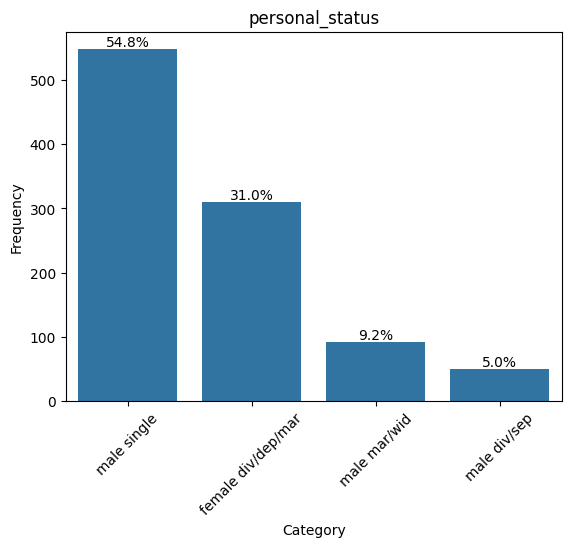 personal_status
54.8%
31.0%
9.2%
5.0%
Frequency
500
400
300
200
100
0
male single
female div/dep/mar
male mar/wid
male div/sep
Category